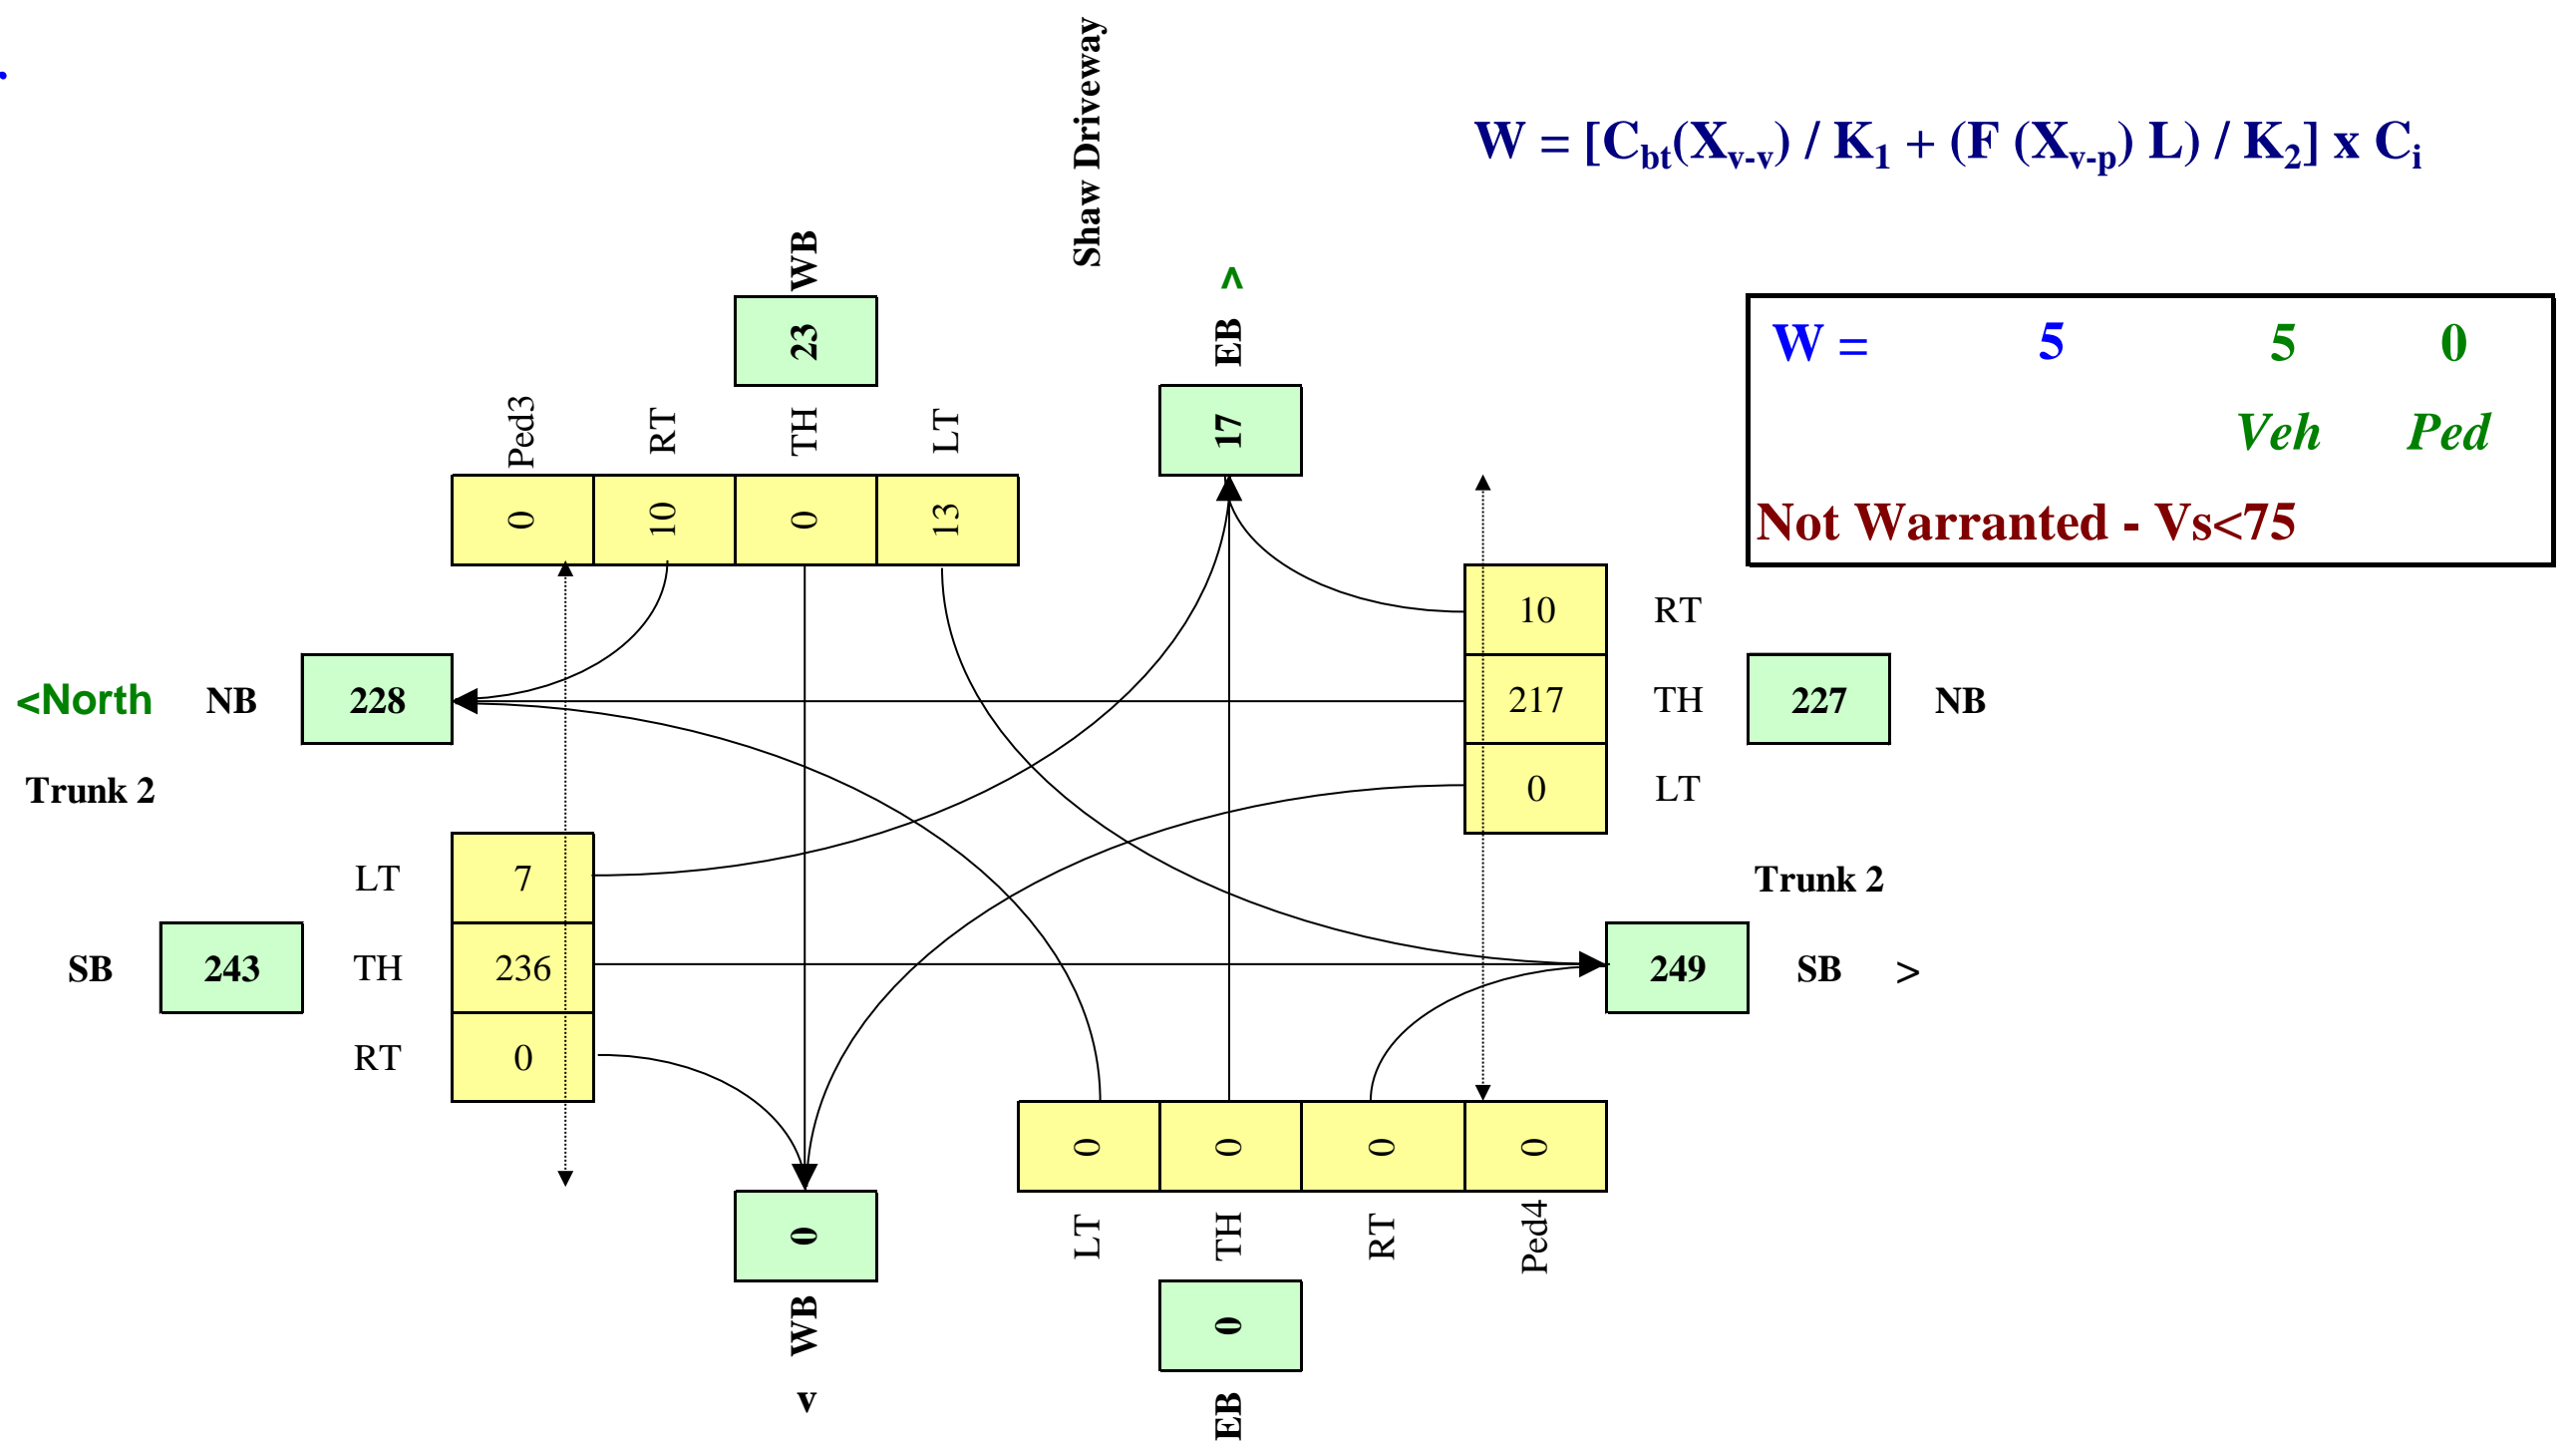 .
Shaw Driveway
W = [Cbt(Xv-v) / K1 + (F (Xv-p) L) / K2] x Ci
WB
23
^
EB
17
W = 5 5 0
Veh Ped
Not Warranted - Vs<75
Ped3 RT TH LT
0 10 0 13
10 RT
<North NB 228
217 TH 227 NB
0 LT
Trunk 2
LT 7
Trunk 2
SB 243 TH 236
249 SB >
RT 0
0 0 0 0
LT TH RT Ped4
0
WB
v
0
EB